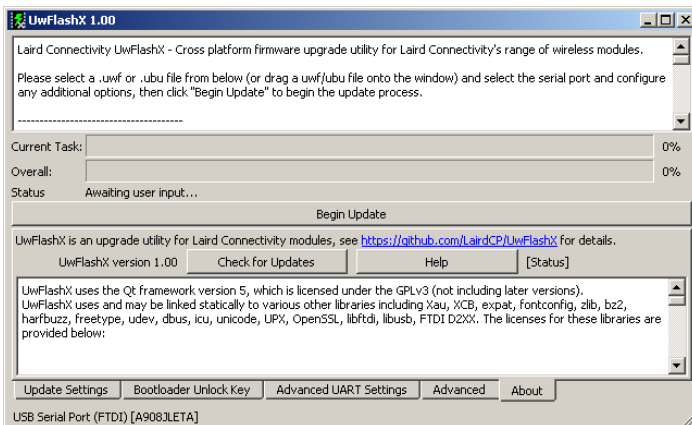 UwFlashX 1.00
Laird Connectivity UwFlashX - Cross platform firmware upgrade utility for Laird Connectivity's range of wireless modules.
Please select a .uwf or .ubu file from below (or drag a uwf/ubu file onto the window) and select the serial port and configure
any additional options, then click "Begin Update" to begin the update process.
--------------------------------------
Current Task: 0%
Overall: 0%
Status Awaiting user input...
Begin Update
UwFlashX is an upgrade utility for Laird Connectivity modules, see https://github.com/LairdCP/UwFlashX for details.
UwFlashX version 1.00 Check for Updates Help [Status]
UwFlashX uses the Qt framework version 5, which is licensed under the GPLv3 (not including later versions).
UwFlashX uses and may be linked statically to various other libraries including Xau, XCB, expat, fontconfig, zlib, bz2,
harfbuzz, freetype, udev, dbus, icu, unicode, UPX, OpenSSL, libftdi, libusb, FTDI D2XX. The licenses for these libraries are
provided below:
Update Settings Bootloader Unlock Key Advanced UART Settings Advanced About
USB Serial Port (FTDI) [A908JLETA]